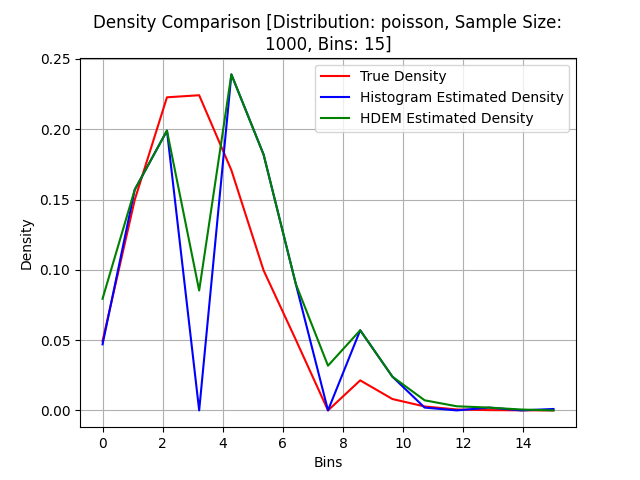 Density Comparison [Distribution: poisson, Sample Size:
1000, Bins: 15]
True Density
Histogram Estimated Density
HDEM Estimated Density
Density
0.25
0.20
0.15
0.10
0.05
0.00
0 2 4 6 8 10 12 14
Bins